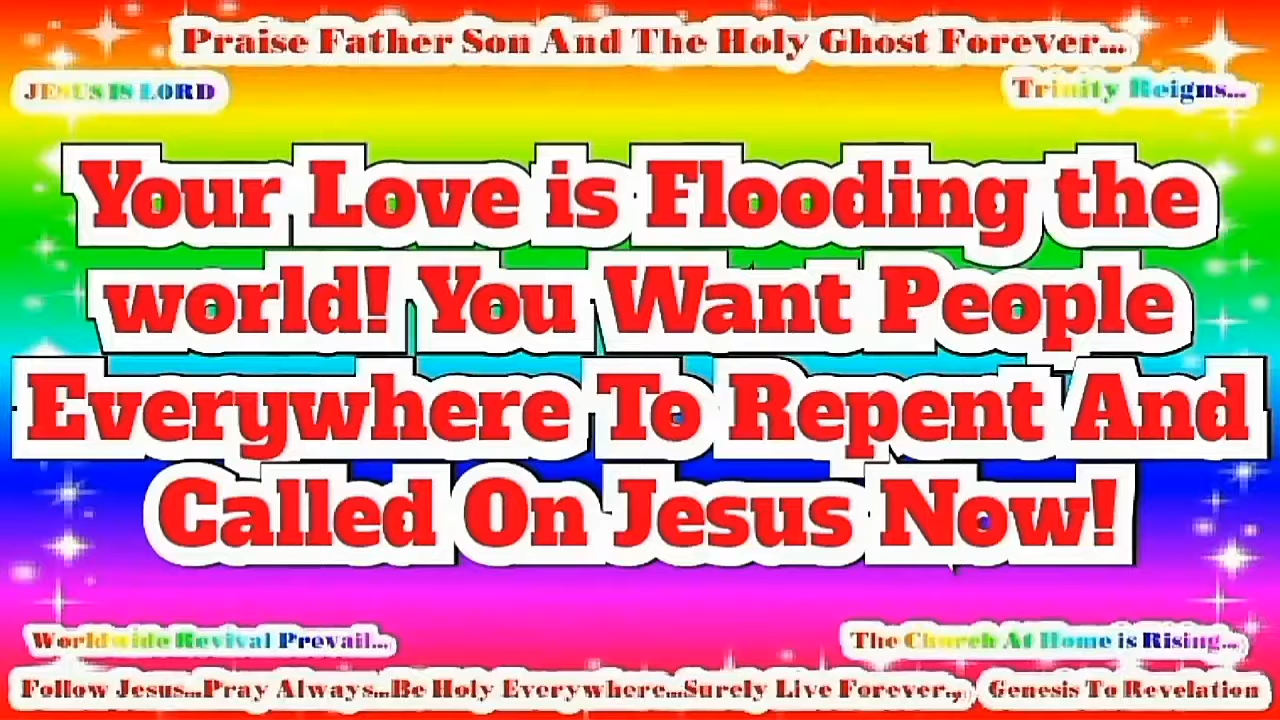 Praise Father Son And The Holy Ghost Forever...
JESUS IS LORD
Trinity Reigns...
Your Love is Flooding the
world! You Want People
Everywhere To Repent And
Called On Jesus Now!
Worldwide Revival Prevail...
The Church At Home is Rising...
Follow Jesus...Pray Always...Be Holy Everywhere...Surely Live Forever..,
Genesis To Revelation